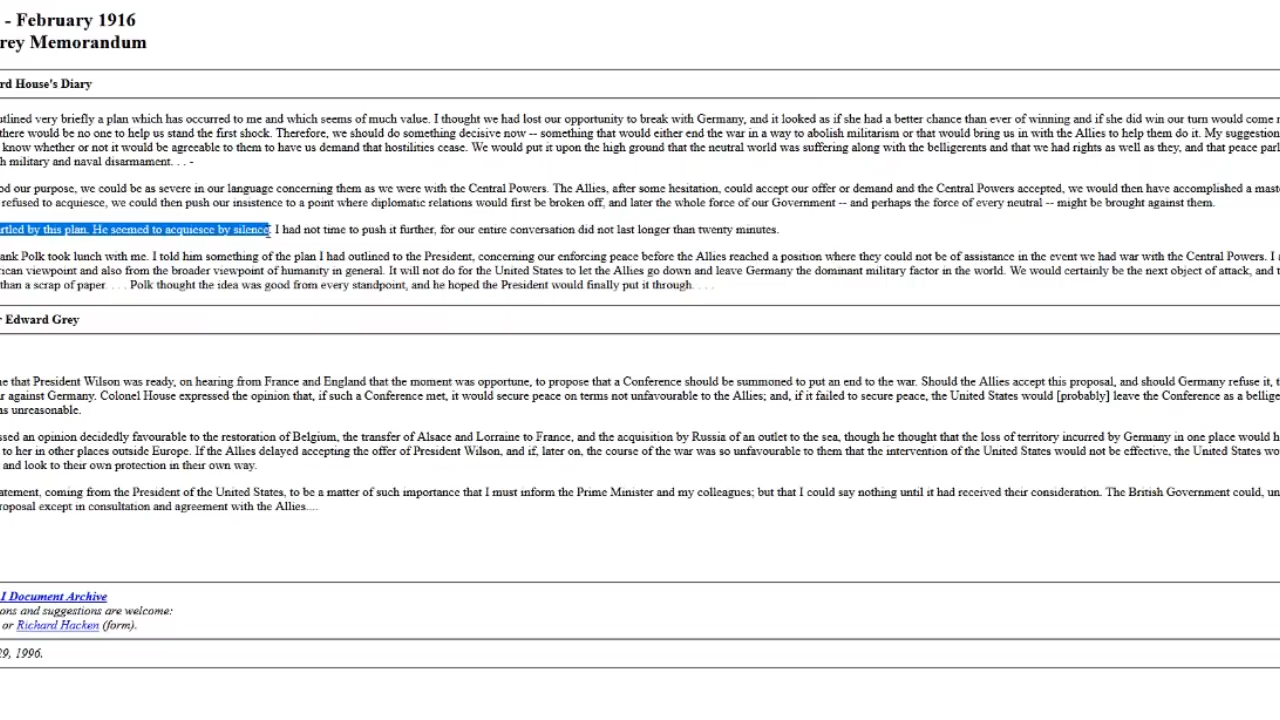 - February 1916
rey Memorandum
rd House's Diary
utlined very briefly a plan which has occurred to me and which seems of much value. I thought we had lost our opportunity to break with Germany, and it looked as if she had a better chance than ever of winning and if she did win our turn would come
there would be no one to help us stand the first shock. Therefore, we should do something decisive now -- something that would either end the war in a way to abolish militarism or that would bring us in with the Allies to help them do it. My suggestion
know whether or not it would be agreeable to them to have us demand that hostilities cease. We would put it upon the high ground that the neutral world was suffering along with the belligerents and that we had rights as well as they, and that peace parl
h military and naval disarmament. . . -
od our purpose, we could be as severe in our language concerning them as we were with the Central Powers. The Allies, after some hesitation, could accept our offer or demand and the Central Powers accepted, we would then have accomplished a mast
refused to acquiesce, we could then push our insistence to a point where diplomatic relations would first be broken off, and later the whole force of our Government -- and perhaps the force of every neutral -- might be brought against them.
rtled by this plan. He seemed to acquiesce by silence. I had not time to push it further, for our entire conversation did not last longer than twenty minutes.
ank Polk took lunch with me. I told him something of the plan I had outlined to the President, concerning our enforcing peace before the Allies reached a position where they could not be of assistance in the event we had war with the Central Powers. I
ican viewpoint and also from the broader viewpoint of humanity in general. It will not do for the United States to let the Allies go down and leave Germany the dominant military factor in the world. We would certainly be the next object of attack, and
than a scrap of paper. . . . Polk thought the idea was good from every standpoint, and he hoped the President would finally put it through. . . .
r Edward Grey
e that President Wilson was ready, on hearing from France and England that the moment was opportune, to propose that a Conference should be summoned to put an end to the war. Should the Allies accept this proposal, and should Germany refuse it,
r against Germany. Colonel House expressed the opinion that, if such a Conference met, it would secure peace on terms not unfavourable to the Allies; and, if it failed to secure peace, the United States would [probably] leave the Conference as a bellige
s unreasonable.
ssed an opinion decidedly favourable to the restoration of Belgium, the transfer of Alsace and Lorraine to France, and the acquisition by Russia of an outlet to the sea, though he thought that the loss of territory incurred by Germany in one place would h
to her in other places outside Europe. If the Allies delayed accepting the offer of President Wilson, and if, later on, the course of the war was so unfavourable to them that the intervention of the United States would not be effective, the United States wo
and look to their own protection in their own way.
atement, coming from the President of the United States, to be a matter of such importance that I must inform the Prime Minister and my colleagues; but that I could say nothing until it had received their consideration. The British Government could, un
roposal except in consultation and agreement with the Allies....
I Document Archive
ons and suggestions are welcome:
or Richard Hacken (form).
29, 1996.